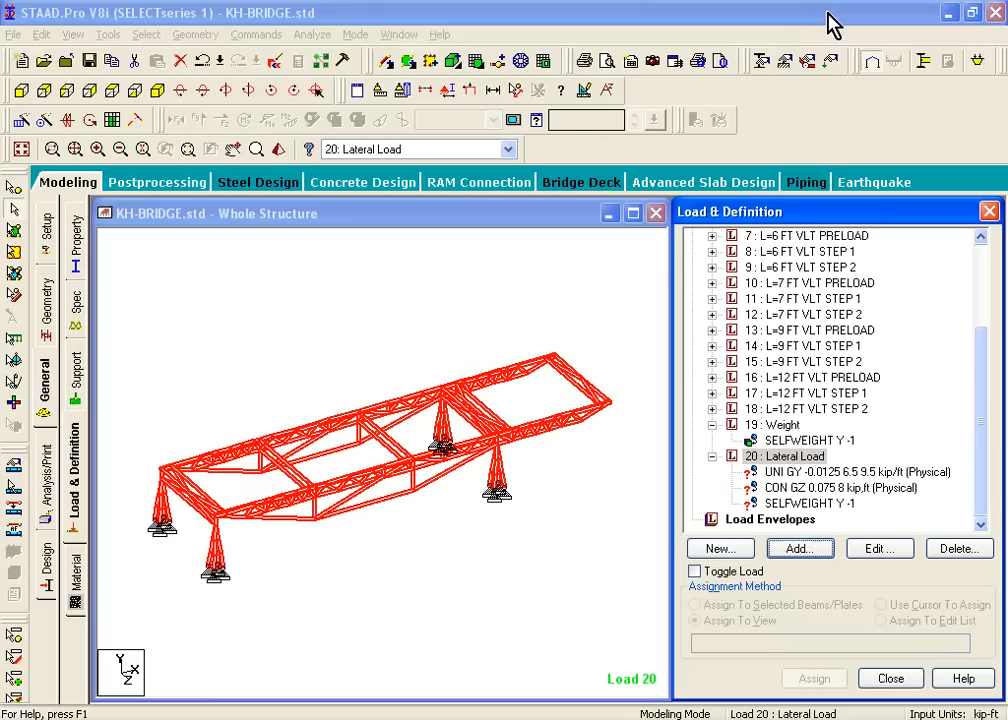 STAAD.Pro V8i (SELECTseries 1) - KH-BRIDGE.std
File Edit View Tools Select Geometry Commands Analyze Mode Window Help
20: Lateral Load
Modeling Postprocessing Steel Design Concrete Design RAM Connection Bridge Deck Advanced Slab Design Piping Earthquake
KH-BRIDGE.std - Whole Structure
Setup
Geometry
General
Analysis/Print
Design
Property
Spec
Support
Load & Definition
Material
Y
X
Z
Load 20
Load & Definition
7 : L=6 FT VLT PRELOAD
8 : L=6 FT VLT STEP 1
9 : L=6 FT VLT STEP 2
10 : L=7 FT VLT PRELOAD
11 : L=7 FT VLT STEP 1
12 : L=7 FT VLT STEP 2
13 : L=9 FT VLT PRELOAD
14 : L=9 FT VLT STEP 1
15 : L=9 FT VLT STEP 2
16 : L=12 FT VLT PRELOAD
17 : L=12 FT VLT STEP 1
18 : L=12 FT VLT STEP 2
19 : Weight
SELFWEIGHT Y -1
20 : Lateral Load
UNI GY -0.0125 6.5 9.5 kip/ft (Physical)
CON GZ 0.075 8 kip,ft (Physical)
SELFWEIGHT Y -1
Load Envelopes
New... Add... Edit ... Delete...
Toggle Load
Assignment Method
Assign To Selected Beams/Plates Use Cursor To Assign
Assign To View Assign To Edit List
Assign Close Help
For Help, press F1 Modeling Mode Load 20 : Lateral Load Input Units: kip-ft